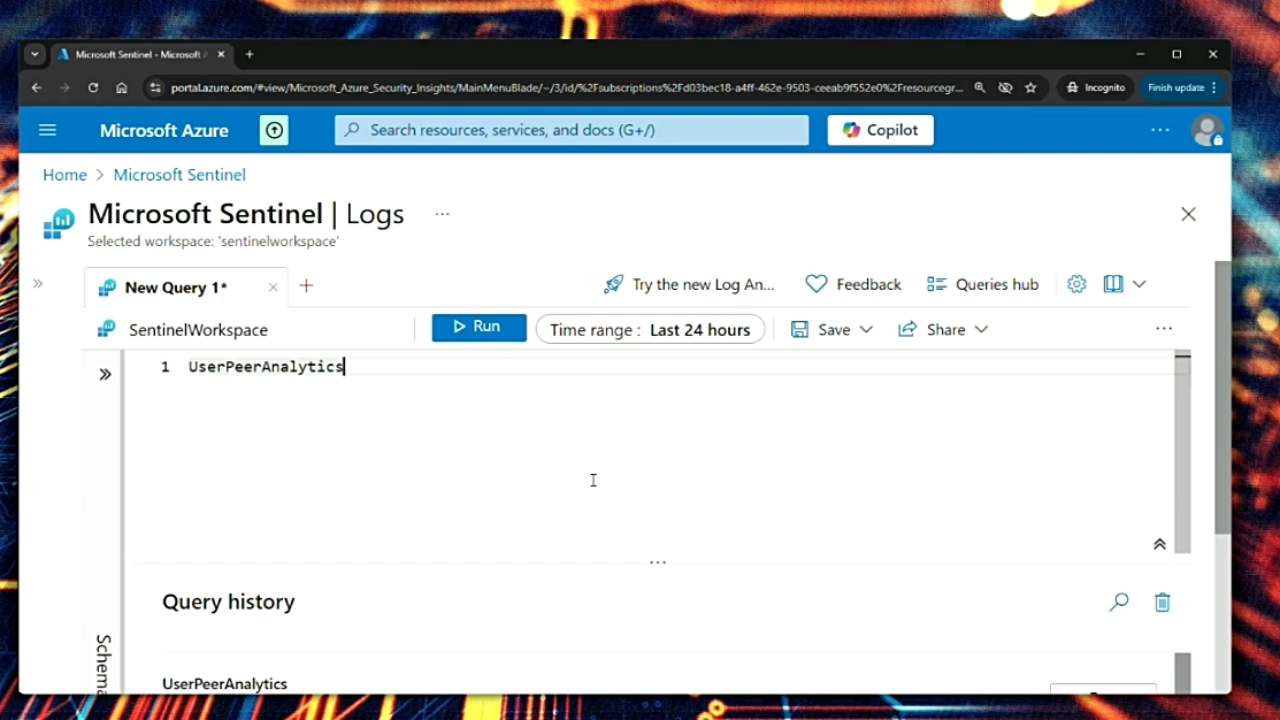 Microsoft Sentinel - Microsoft A
portal.azure.com/#view/Microsoft_Azure_Security_Insights/MainMenuBlade/~/3/id/%2Fsubscriptions%2Fd03bec18-a4ff-462e-9503-ceeab9f552e0%2Fresourcegr...
Incognito
Finish update
Microsoft Azure
Search resources, services, and docs (G+/)
Copilot
Home > Microsoft Sentinel
Microsoft Sentinel | Logs
Selected workspace: 'sentinelworkspace'
New Query 1*
Try the new Log An...
Feedback
Queries hub
SentinelWorkspace
Run
Time range : Last 24 hours
Save
Share
1 UserPeerAnalytics
Query history
Schema
UserPeerAnalytics